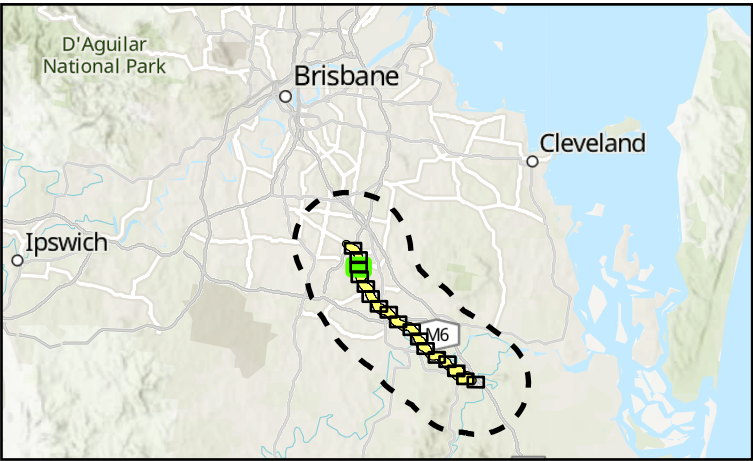 D'Aguilar
National Park
Brisbane
Cleveland
Ipswich
M6